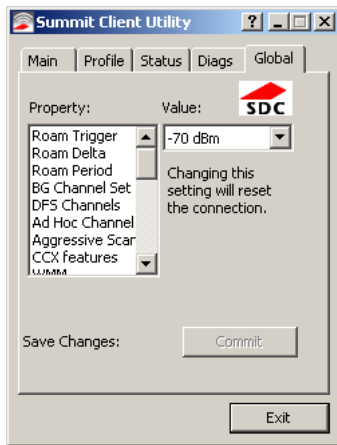 Summit Client Utility
Main Profile Status Diags Global
Property:
Value:
SDC
Roam Trigger
Roam Delta
Roam Period
BG Channel Set
DFS Channels
Ad Hoc Channel
Aggressive Scar
CCX features
WMM
-70 dBm
Changing this
setting will reset
the connection.
Save Changes:
Commit
Exit